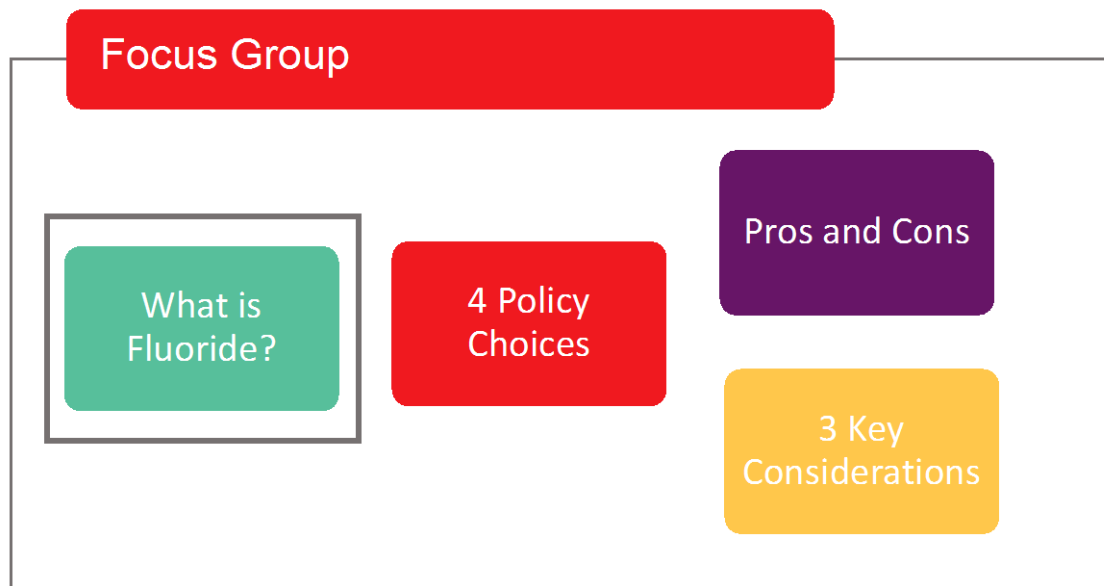 Focus Group
What is
Fluoride?
4 Policy
Choices
Pros and Cons
3 Key
Considerations